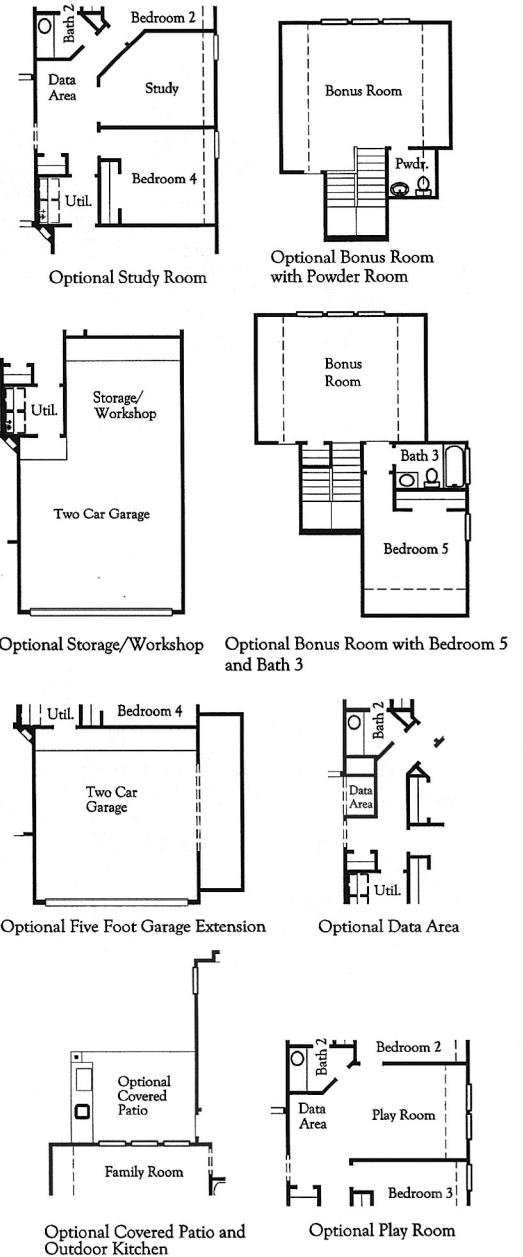 Bath 2
Bedroom 2
Data
Area
Study
Bedroom 4
Util.
Optional Study Room
Bonus Room
Pwdr.
Optional Bonus Room
with Powder Room
Util.
Storage/
Workshop
Two Car Garage
Optional Storage/Workshop
Bonus
Room
Bath 3
Bedroom 5
Optional Bonus Room with Bedroom 5
and Bath 3
Util.
Bedroom 4
Two Car
Garage
Optional Five Foot Garage Extension
Bath 2
Data
Area
Util.
Optional Data Area
Optional
Covered
Patio
Family Room
Optional Covered Patio and
Outdoor Kitchen
Bath 2
Bedroom 2
Data
Area
Play Room
Bedroom 3
Optional Play Room